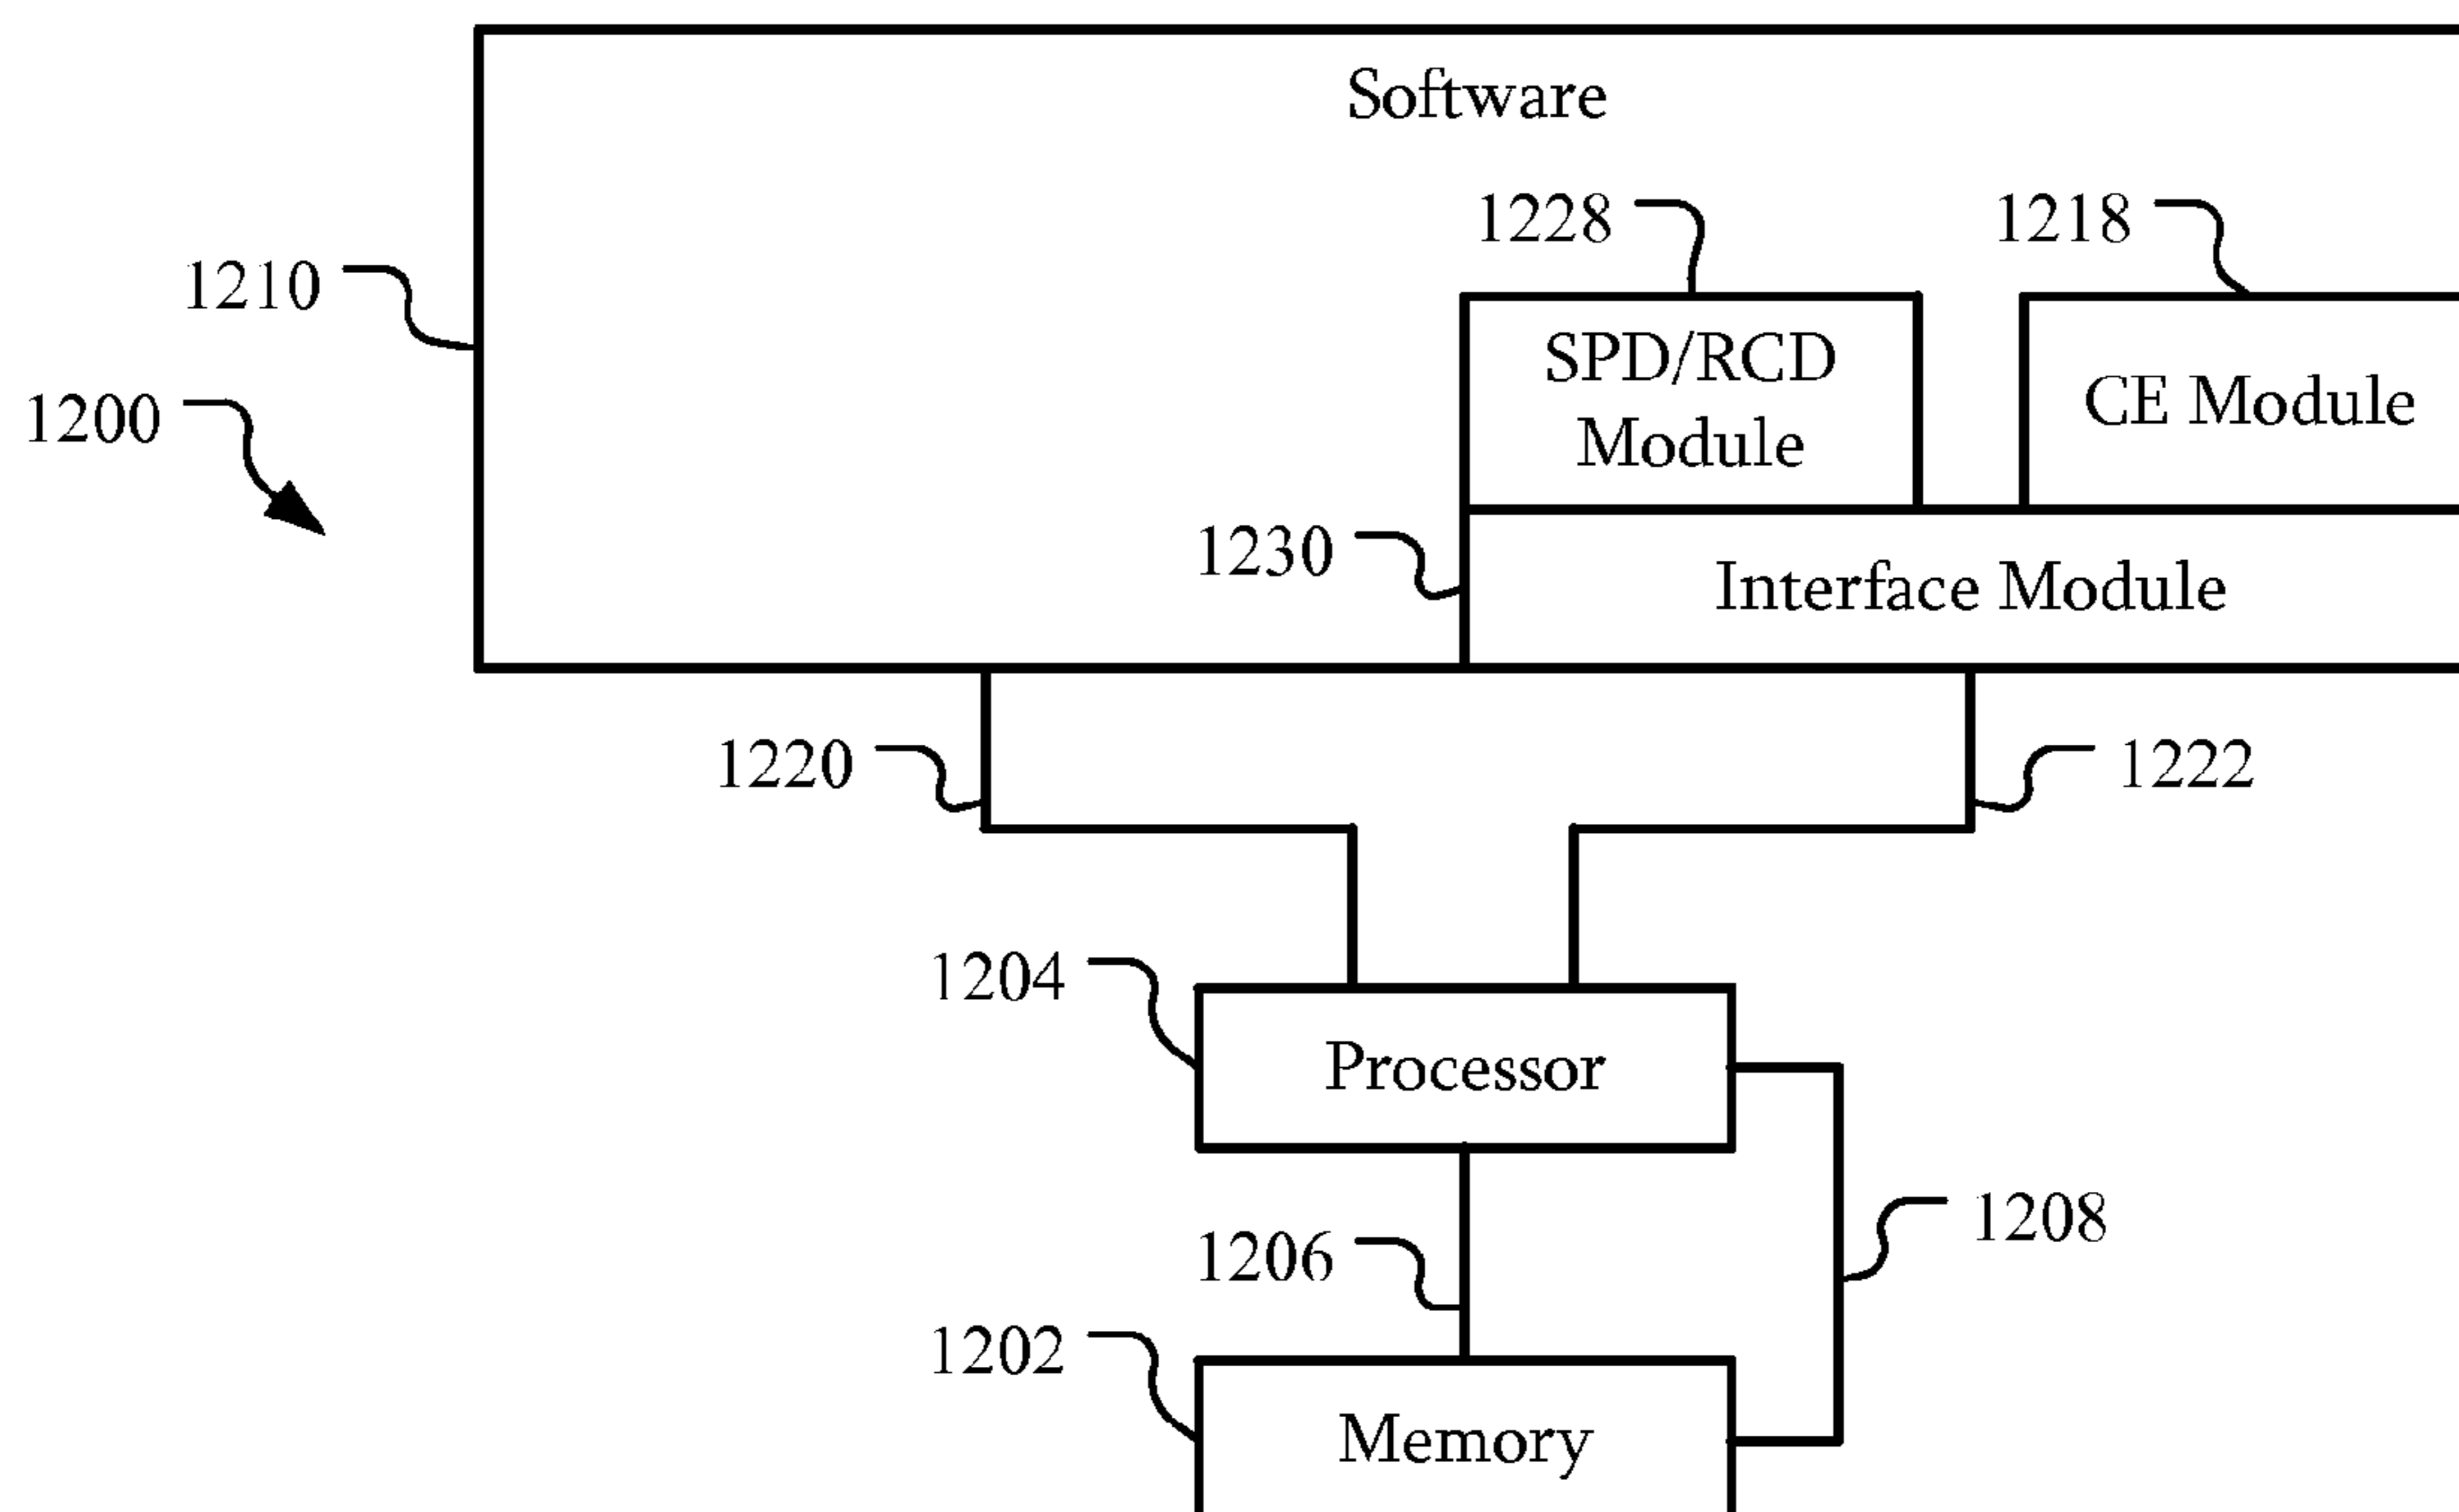 Software
1228
1218
1210
SPD/RCD
Module
CE Module
1200
1230
Interface Module
1220
1222
1204
Processor
1206
1208
1202
Memory